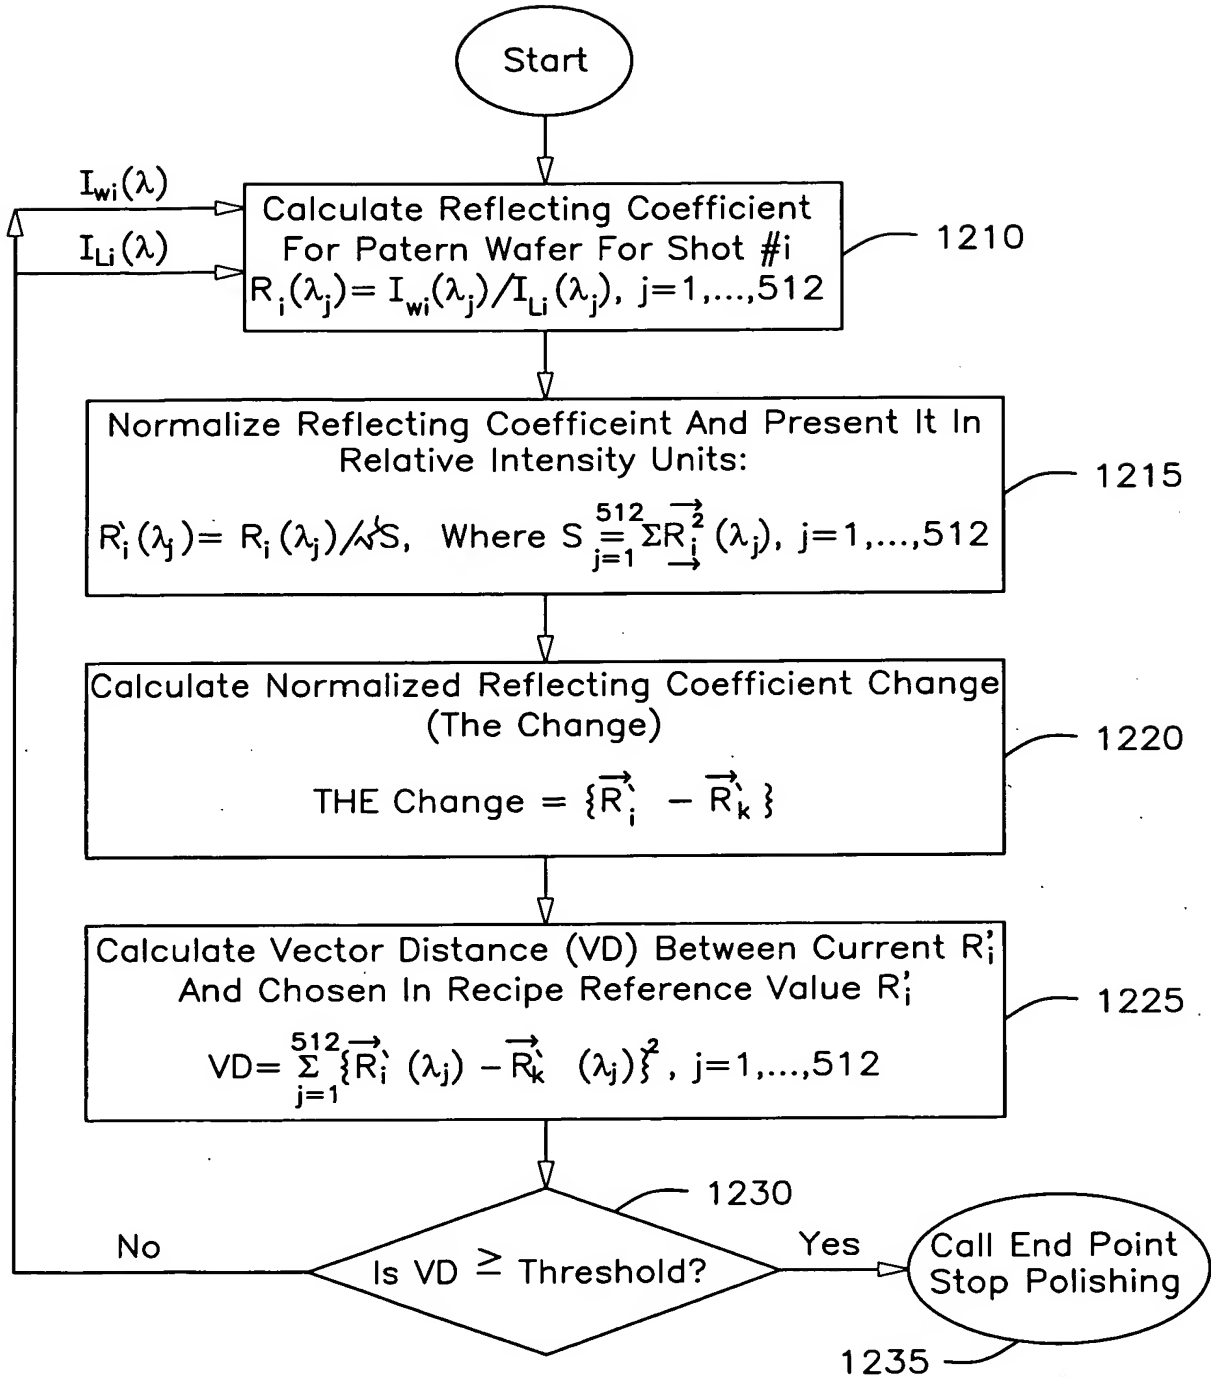 Start
I_wi(λ)
I_Li(λ)
Calculate Reflecting Coefficient
For Patern Wafer For Shot #i
R_i(λ_j)= I_wi(λ_j)/I_Li(λ_j), j=1,...,512
1210
Normalize Reflecting Coefficeint And Present It In
Relative Intensity Units:
R`_i(λ_j)= R_i(λ_j)/ S, Where S = 512 j=1 Σ R_i^2 (λ_j), j=1,...,512
1215
Calculate Normalized Reflecting Coefficient Change
(The Change)
THE Change = {R`_i - R`_k }
1220
Calculate Vector Distance (VD) Between Current R'_i
And Chosen In Recipe Reference Value R'_i
VD= 512 Σ j=1 {R`_i (λ_j) - R`_k (λ_j)}^2, j=1,...,512
1225
1230
Is VD ≥ Threshold?
No
Yes
Call End Point
Stop Polishing
1235